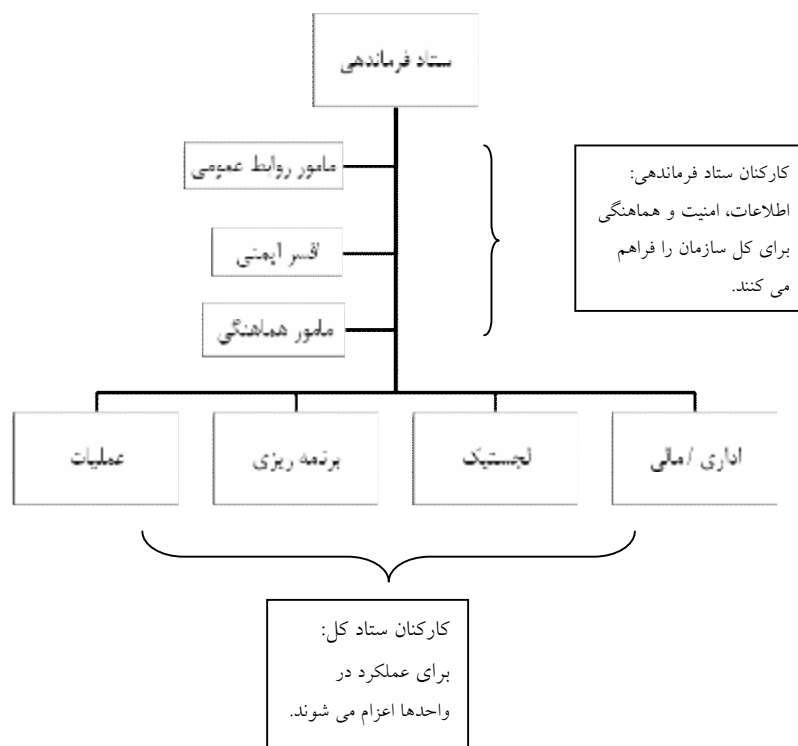 ستاد فرماندهی
مامور روابط عمومی
افسر ایمنی
مامور هماهنگی
کارکنان ستاد فرماندهی:
اطلاعات، امنیت و هماهنگی
برای کل سازمان را فراهم
می کنند.
اداری / مالی
لجستیک
برنامه ریزی
عملیات
کارکنان ستاد کل:
برای عملکرد در
واحدها اعزام می شوند.